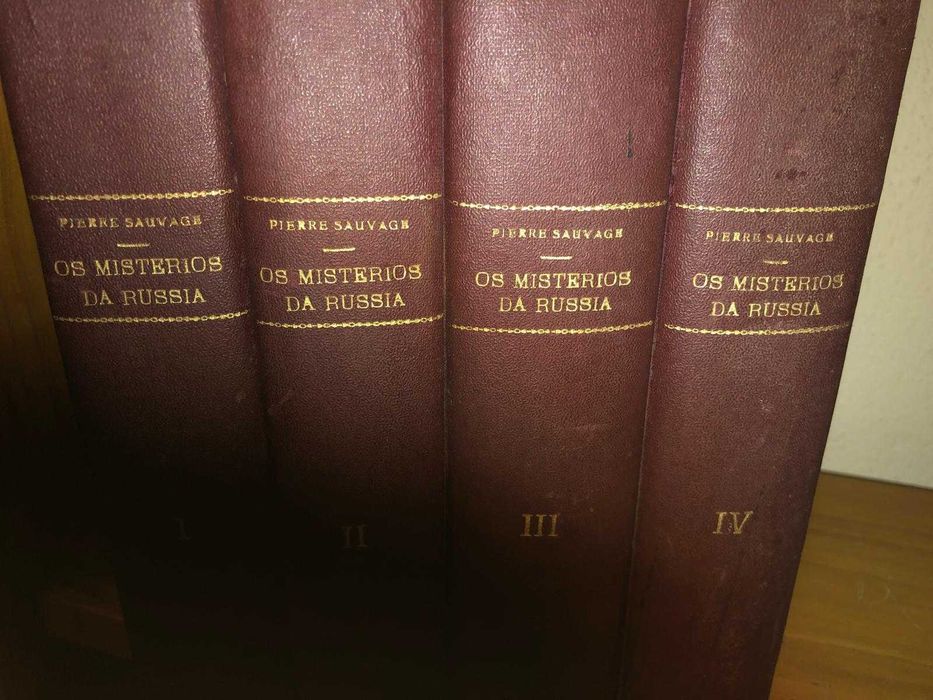 PIERRE SAUVAGE
OS MISTERIOS
DA RUSSIA
I
PIERRE SAUVAGE
OS MISTERIOS
DA RUSSIA
II
PIERRE SAUVAGE
OS MISTERIOS
DA RUSSIA
III
PIERRE SAUVAGE
OS MISTERIOS
DA RUSSIA
IV